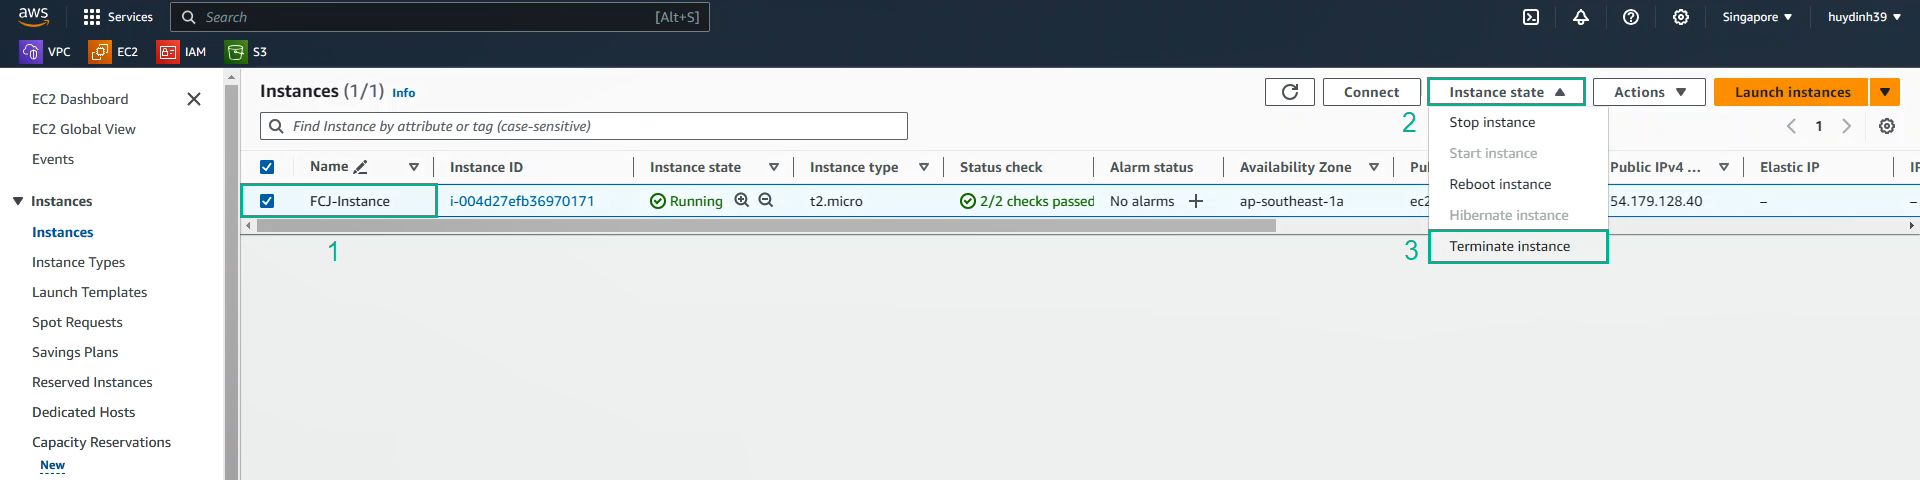 aws
Services
Search
[Alt+S]
Singapore
huydinh39
VPC
EC2
IAM
S3
EC2 Dashboard
EC2 Global View
Events
Instances
Instances
Instance Types
Launch Templates
Spot Requests
Savings Plans
Reserved Instances
Dedicated Hosts
Capacity Reservations
New
Instances (1/1) Info
Connect
Instance state
Actions
Launch instances
Find Instance by attribute or tag (case-sensitive)
1
2
Stop instance
Start instance
Reboot instance
Hibernate instance
3
Terminate instance
Name Instance ID Instance state Instance type Status check Alarm status Availability Zone Pu Public IPv4 ... Elastic IP IP
FCJ-Instance i-004d27efb36970171 Running t2.micro 2/2 checks passed No alarms + ap-southeast-1a ec2 54.179.128.40 – –
1